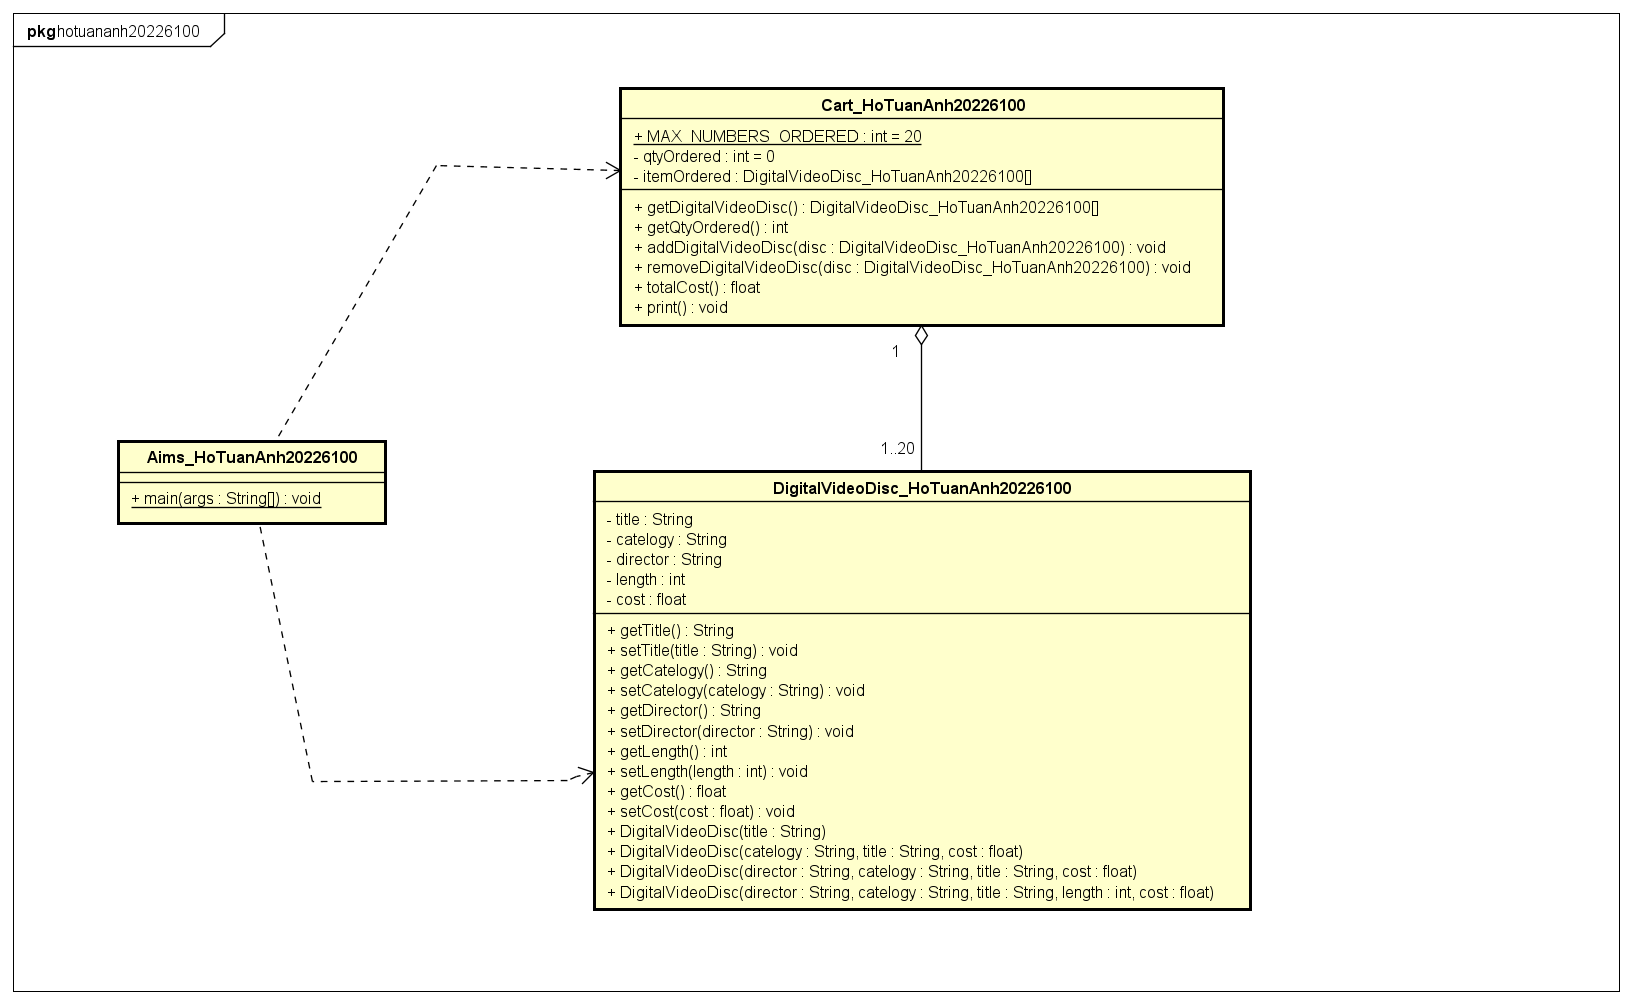 pkg hotuananh20226100
Cart_HoTuanAnh20226100
+ MAX_NUMBERS_ORDERED : int = 20
- qtyOrdered : int = 0
- itemOrdered : DigitalVideoDisc_HoTuanAnh20226100[]
+ getDigitalVideoDisc() : DigitalVideoDisc_HoTuanAnh20226100[]
+ getQtyOrdered() : int
+ addDigitalVideoDisc(disc : DigitalVideoDisc_HoTuanAnh20226100) : void
+ removeDigitalVideoDisc(disc : DigitalVideoDisc_HoTuanAnh20226100) : void
+ totalCost() : float
+ print() : void
1
1..20
Aims_HoTuanAnh20226100
+ main(args : String[]) : void
DigitalVideoDisc_HoTuanAnh20226100
- title : String
- catelogy : String
- director : String
- length : int
- cost : float
+ getTitle() : String
+ setTitle(title : String) : void
+ getCatelogy() : String
+ setCatelogy(catelogy : String) : void
+ getDirector() : String
+ setDirector(director : String) : void
+ getLength() : int
+ setLength(length : int) : void
+ getCost() : float
+ setCost(cost : float) : void
+ DigitalVideoDisc(title : String)
+ DigitalVideoDisc(catelogy : String, title : String, cost : float)
+ DigitalVideoDisc(director : String, catelogy : String, title : String, cost : float)
+ DigitalVideoDisc(director : String, catelogy : String, title : String, length : int, cost : float)